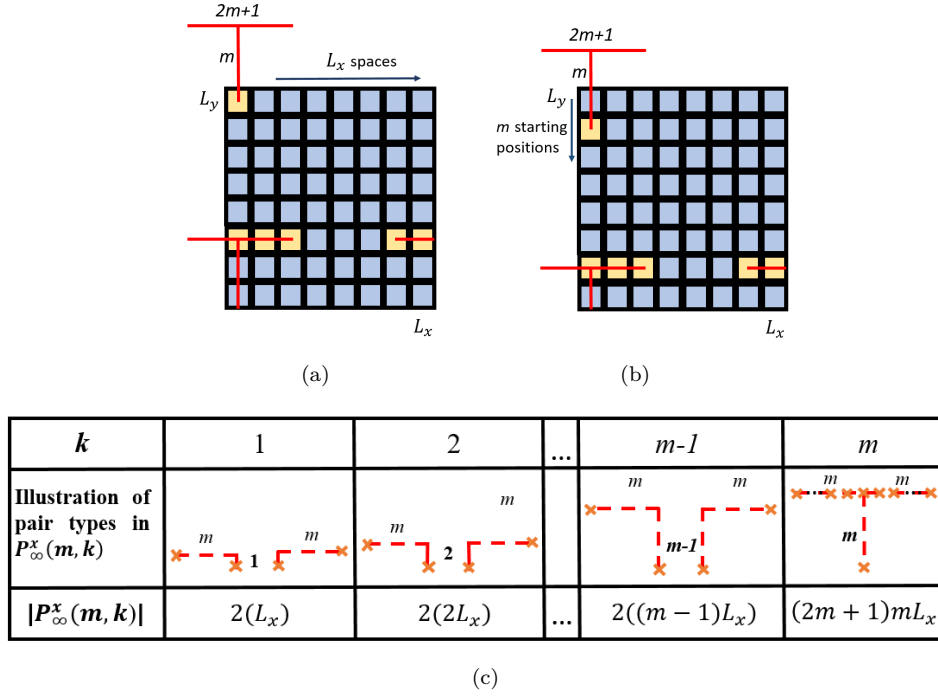 2m+1
m
L_x spaces
L_y
L_x
(a)
2m+1
m
L_y
m starting
positions
L_x
(b)
k 1 2 ... m-1 m
Illustration of
pair types in
P^x_∞(m, k)
m m 1
m m 2
m m m-1
m m m
|P^x_∞(m, k)| 2(L_x) 2(2L_x) ... 2((m − 1)L_x) (2m + 1)mL_x
(c)